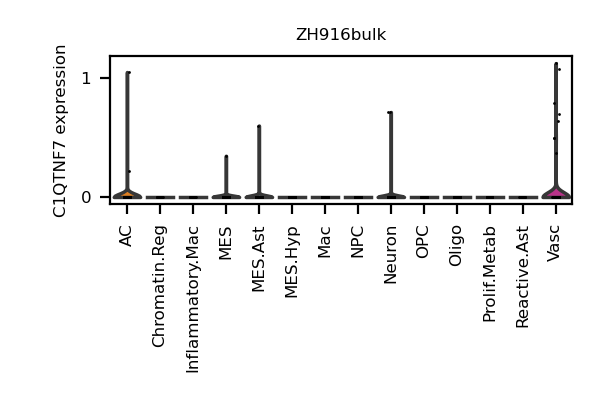 ZH916bulk
C1QTNF7 expression
1
0
AC
Chromatin.Reg
Inflammatory.Mac
MES
MES.Ast
MES.Hyp
Mac
NPC
Neuron
OPC
Oligo
Prolif.Metab
Reactive.Ast
Vasc